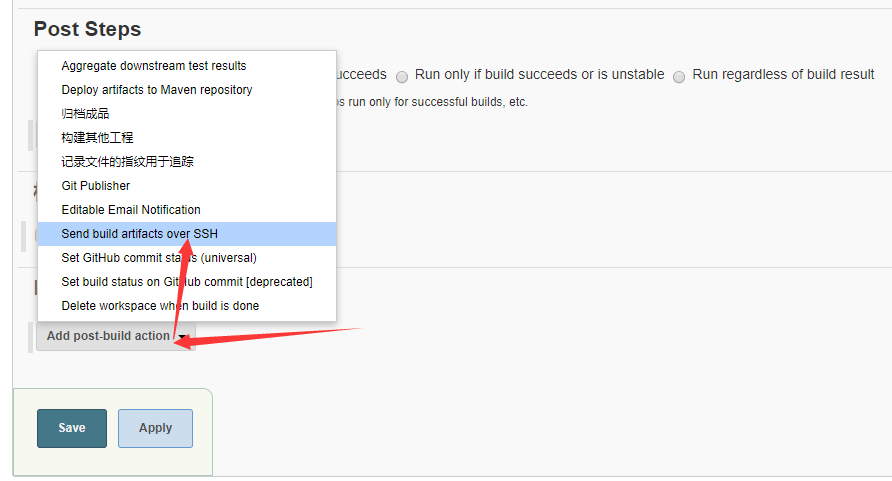 Post Steps
Aggregate downstream test results
ucceeds Run only if build succeeds or is unstable Run regardless of build result
Deploy artifacts to Maven repository
s run only for successful builds, etc.
归档成品
构建其他工程
记录文件的指纹用于追踪
Git Publisher
Editable Email Notification
Send build artifacts over SSH
Set GitHub commit status (universal)
Set build status on GitHub commit [deprecated]
Delete workspace when build is done
Add post-build action
Save Apply